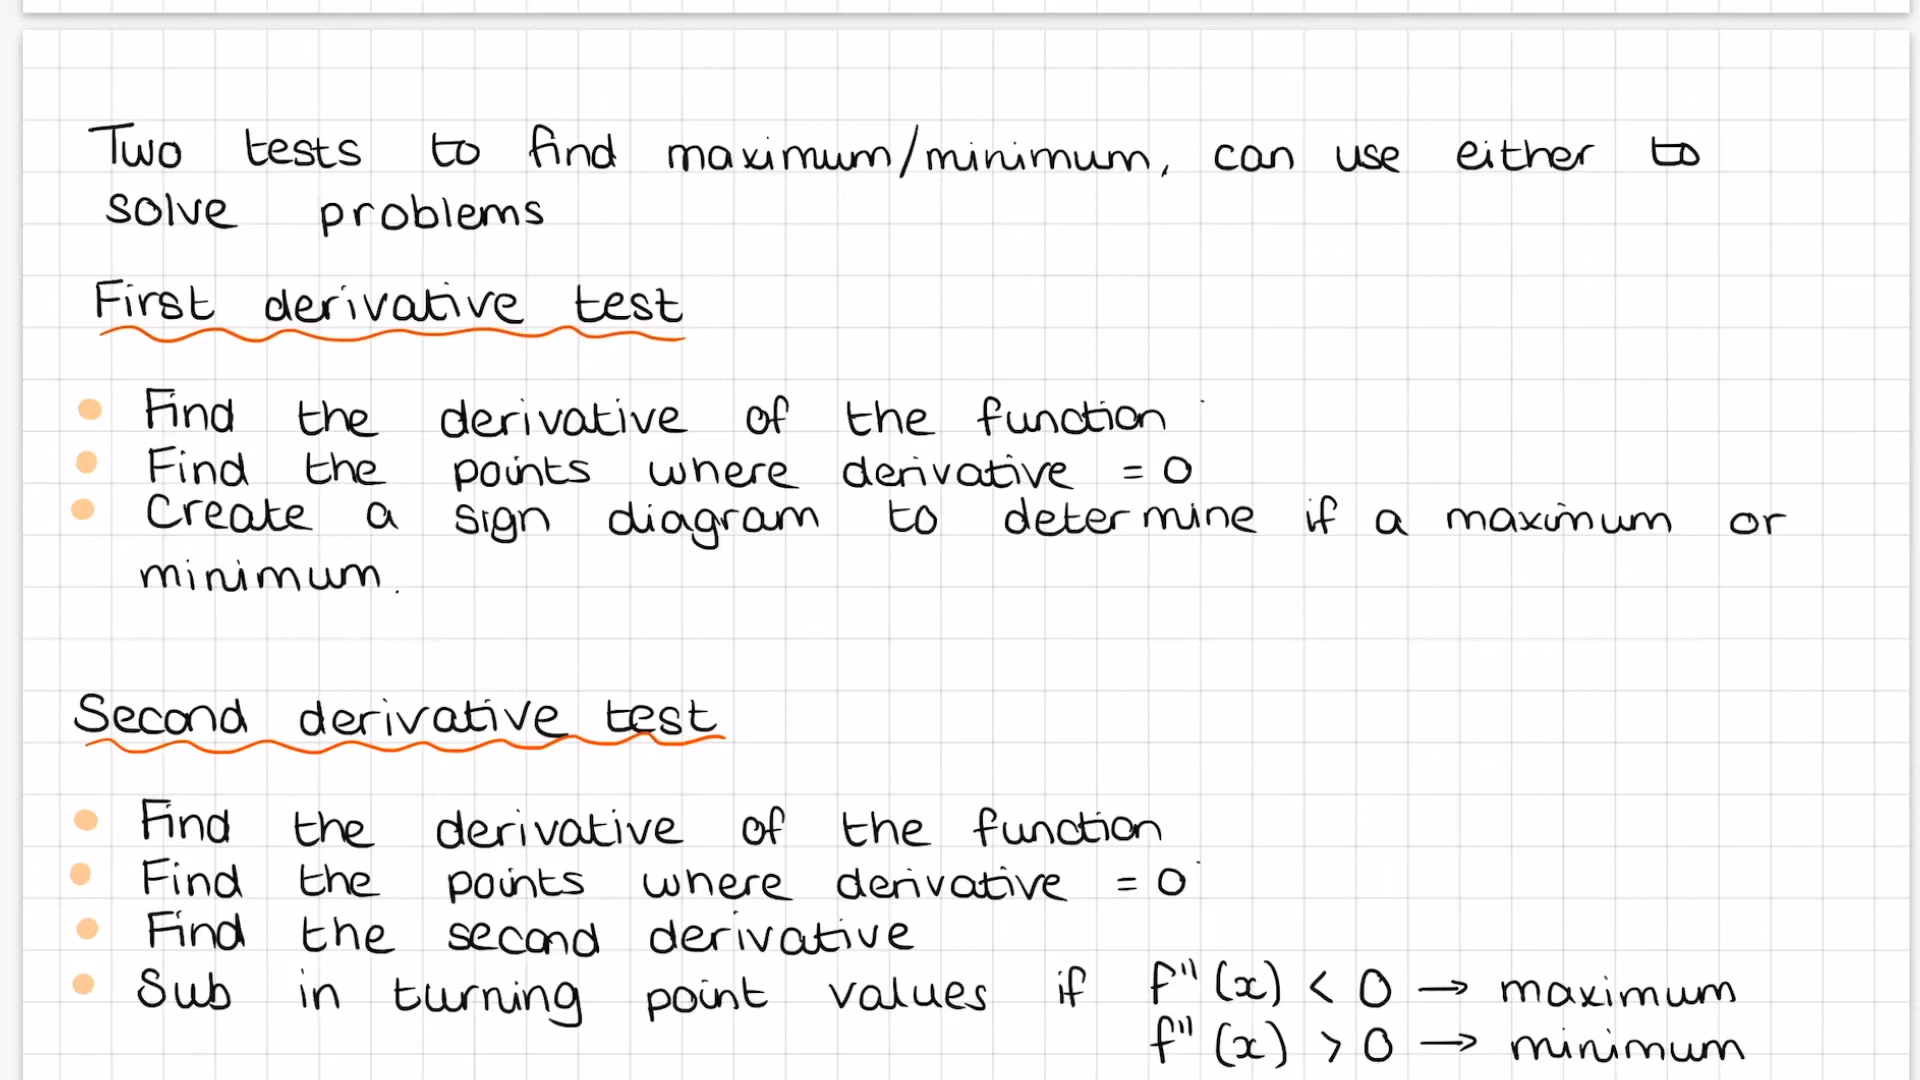 Two tests to find maximum/minimum, can use either to
solve problems
First derivative test
Find the derivative of the function
Find the points where derivative = 0
Create a sign diagram to determine if a maximum or
minimum.
Second derivative test
Find the derivative of the function
Find the points where derivative = 0
Find the second derivative
Sub in turning point values if f''(x) < 0 → maximum
f''(x) > 0 → minimum